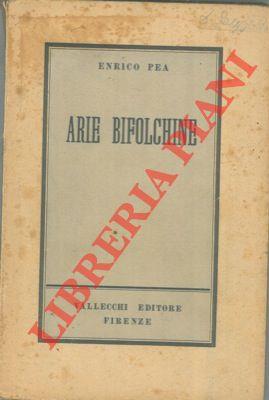 ENRICO PEA
ARIE BIFOLCHINE
LIBRERIA PIANI
VALLECCHI EDITORE
FIRENZE